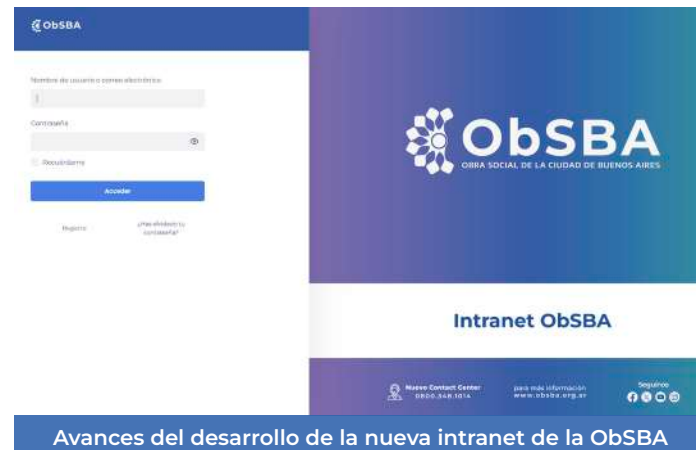 ObSBA
Nombre de usuario o correo electrónico
Contraseña
Recuérdame
Acceder
Registro
¿Has olvidado tu
contraseña?
ObSBA
OBRA SOCIAL DE LA CIUDAD DE BUENOS AIRES
Intranet ObSBA
Nuevo Contact Center
0800.348.1014
para más información
www.obsba.org.ar
Seguinos
Avances del desarrollo de la nueva intranet de la ObSBA